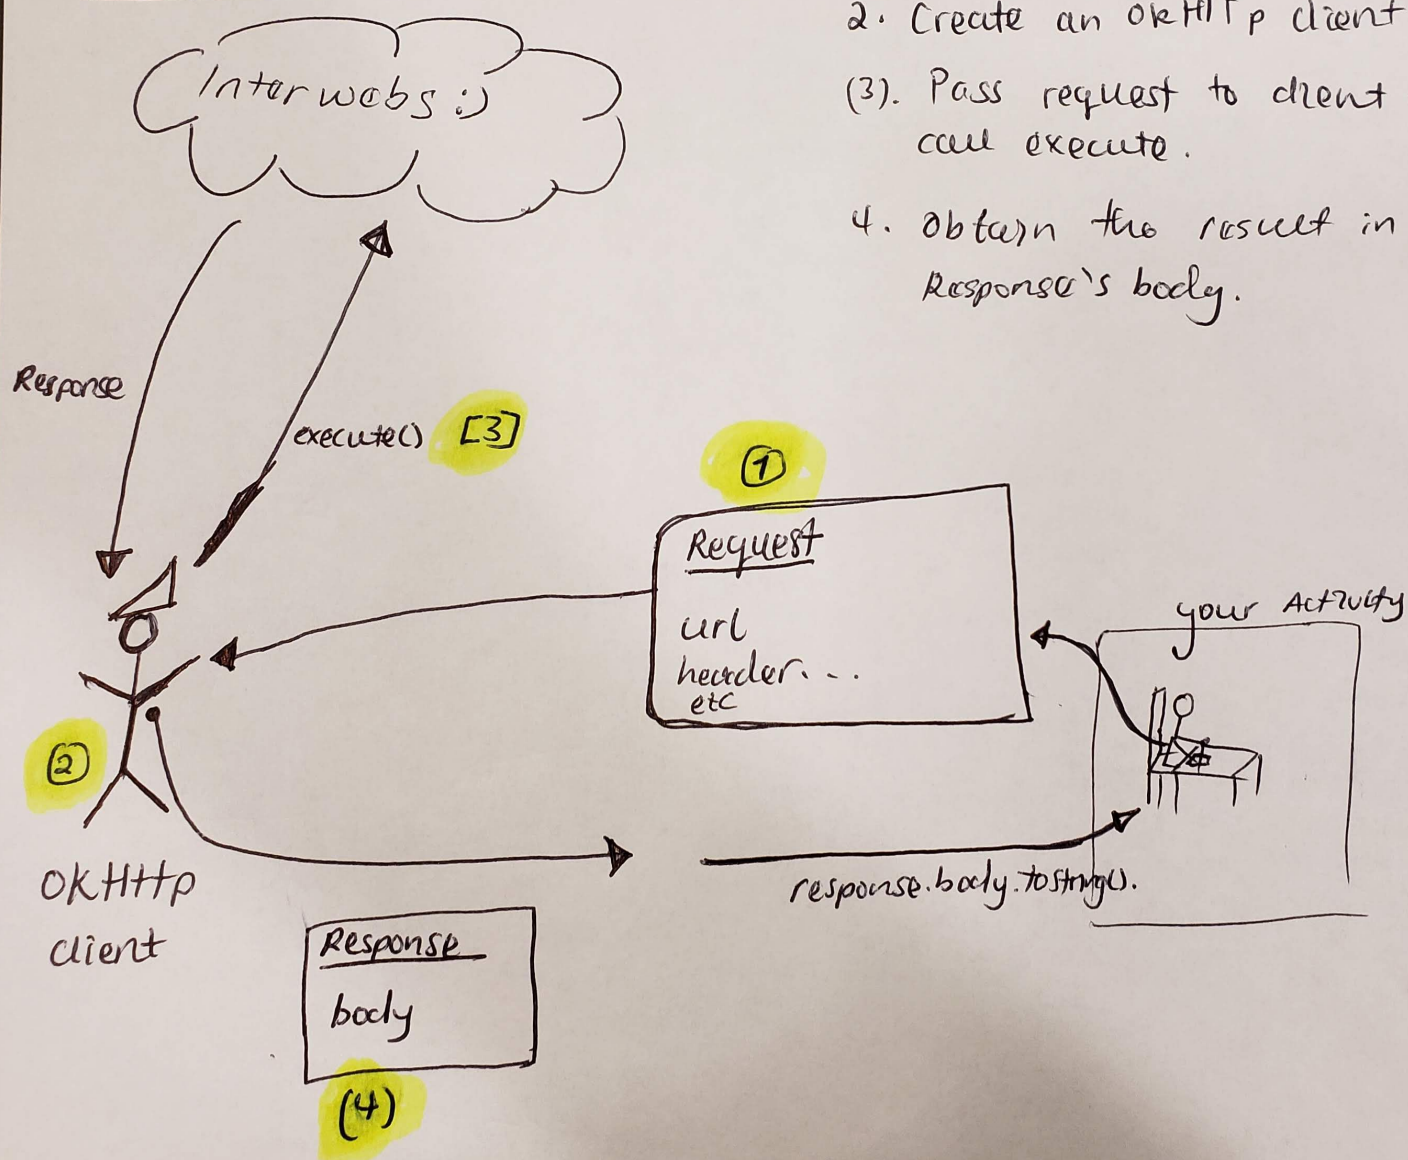 2. Create an OkHTTp client
(3). Pass request to client
call execute.
4. Obtain the result in
Response's body.
Interwebs :)
Response
execute() [3]
1
Request
url
header...
etc
your Activity
2
OKHttp
client
response.body.toString().
Response
body
(4)